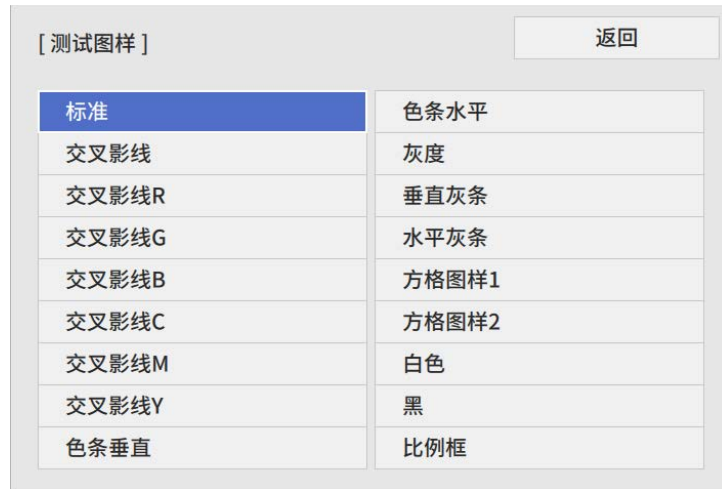 [ 测试图样 ]
返回
标准
交叉影线
交叉影线R
交叉影线G
交叉影线B
交叉影线C
交叉影线M
交叉影线Y
色条垂直
色条水平
灰度
垂直灰条
水平灰条
方格图样1
方格图样2
白色
黑
比例框